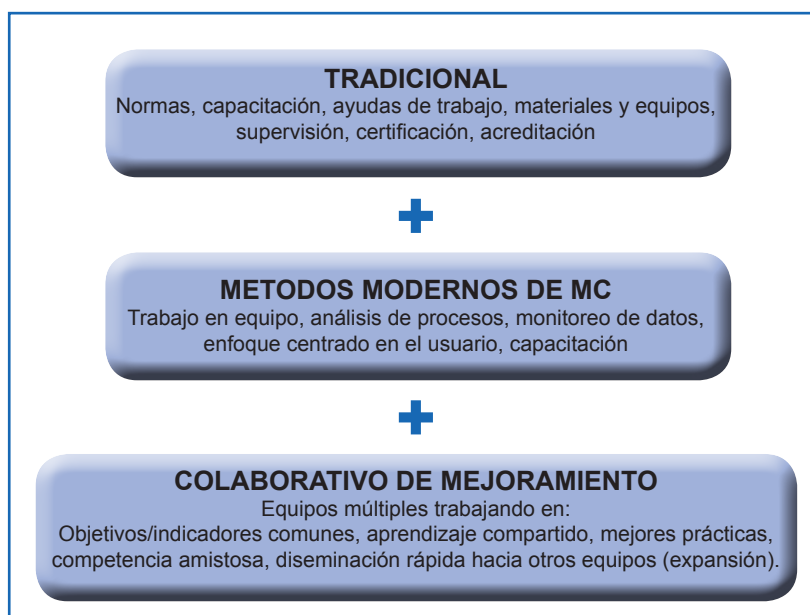 TRADICIONAL
Normas, capacitación, ayudas de trabajo, materiales y equipos,
supervisión, certificación, acreditación
METODOS MODERNOS DE MC
Trabajo en equipo, análisis de procesos, monitoreo de datos,
enfoque centrado en el usuario, capacitación
COLABORATIVO DE MEJORAMIENTO
Equipos múltiples trabajando en:
Objetivos/indicadores comunes, aprendizaje compartido, mejores prácticas,
competencia amistosa, diseminación rápida hacia otros equipos (expansión).